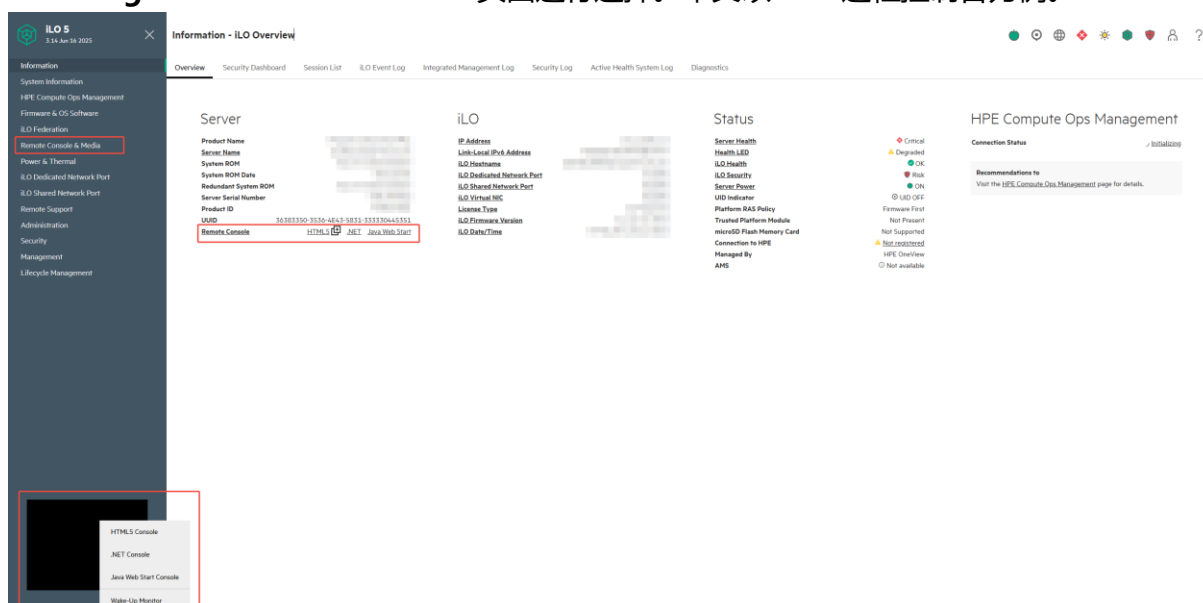 iLO 5
3.14 Jun 16 2025
Information - iLO Overview
Information
System Information
HPE Compute Ops Management
Firmware & OS Software
iLO Federation
Remote Console & Media
Power & Thermal
iLO Dedicated Network Port
iLO Shared Network Port
Remote Support
Administration
Security
Management
Lifecycle Management
Overview Security Dashboard Session List iLO Event Log Integrated Management Log Security Log Active Health System Log Diagnostics
Server
Product Name
Server Name
System ROM
System ROM Date
Redundant System ROM
Server Serial Number
Product ID
UUID 36383350-3536-4E43-5831-333330445351
Remote Console HTML5 .NET Java Web Start
iLO
IP Address
Link-Local IPv6 Address
iLO Hostname
iLO Dedicated Network Port
iLO Shared Network Port
iLO Virtual NIC
License Type
iLO Firmware Version
iLO Date/Time
Status
Server Health Critical
Health LED Degraded
iLO Health OK
iLO Security Risk
Server Power ON
UID Indicator UID OFF
Platform RAS Policy Firmware First
Trusted Platform Module Not Present
microSD Flash Memory Card Not Supported
Connection to HPE Not registered
Managed By HPE OneView
AMS Not available
HPE Compute Ops Management
Connection Status Initializing
Recommendations to
Visit the HPE Compute Ops Management page for details.
HTML5 Console
.NET Console
Java Web Start Console
Wake-Up Monitor